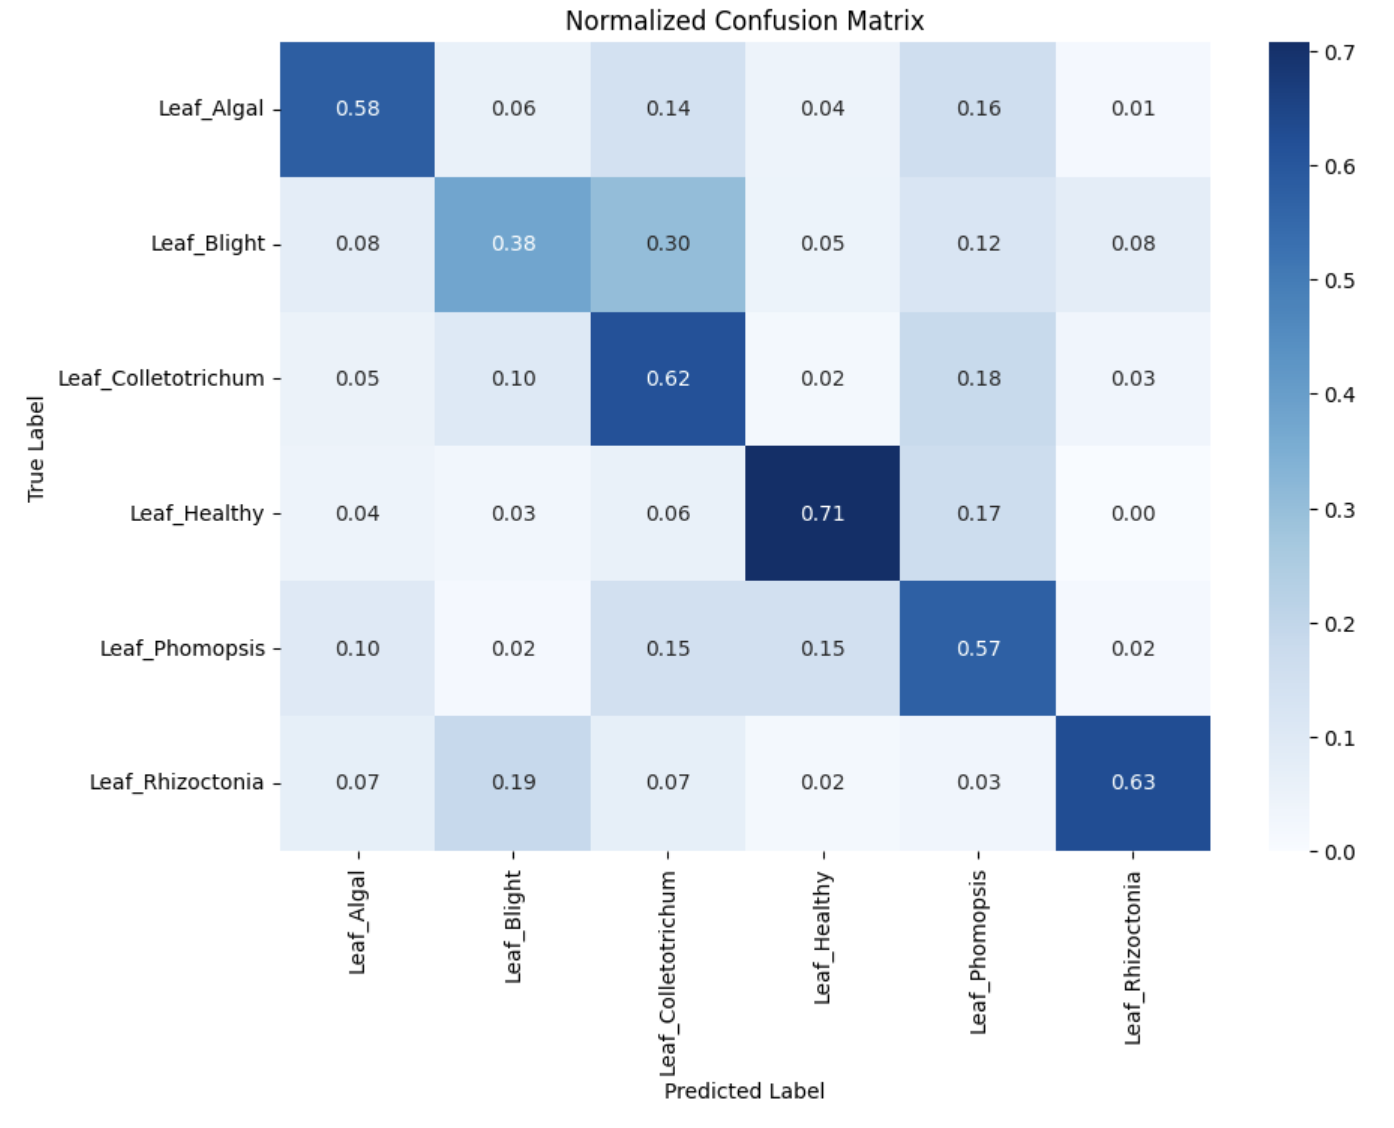 Normalized Confusion Matrix
True Label
Leaf_Algal 0.58 0.06 0.14 0.04 0.16 0.01
Leaf_Blight 0.08 0.38 0.30 0.05 0.12 0.08
Leaf_Colletotrichum 0.05 0.10 0.62 0.02 0.18 0.03
Leaf_Healthy 0.04 0.03 0.06 0.71 0.17 0.00
Leaf_Phomopsis 0.10 0.02 0.15 0.15 0.57 0.02
Leaf_Rhizoctonia 0.07 0.19 0.07 0.02 0.03 0.63
Leaf_Algal
Leaf_Blight
Leaf_Colletotrichum
Leaf_Healthy
Leaf_Phomopsis
Leaf_Rhizoctonia
Predicted Label
0.7
0.6
0.5
0.4
0.3
0.2
0.1
0.0